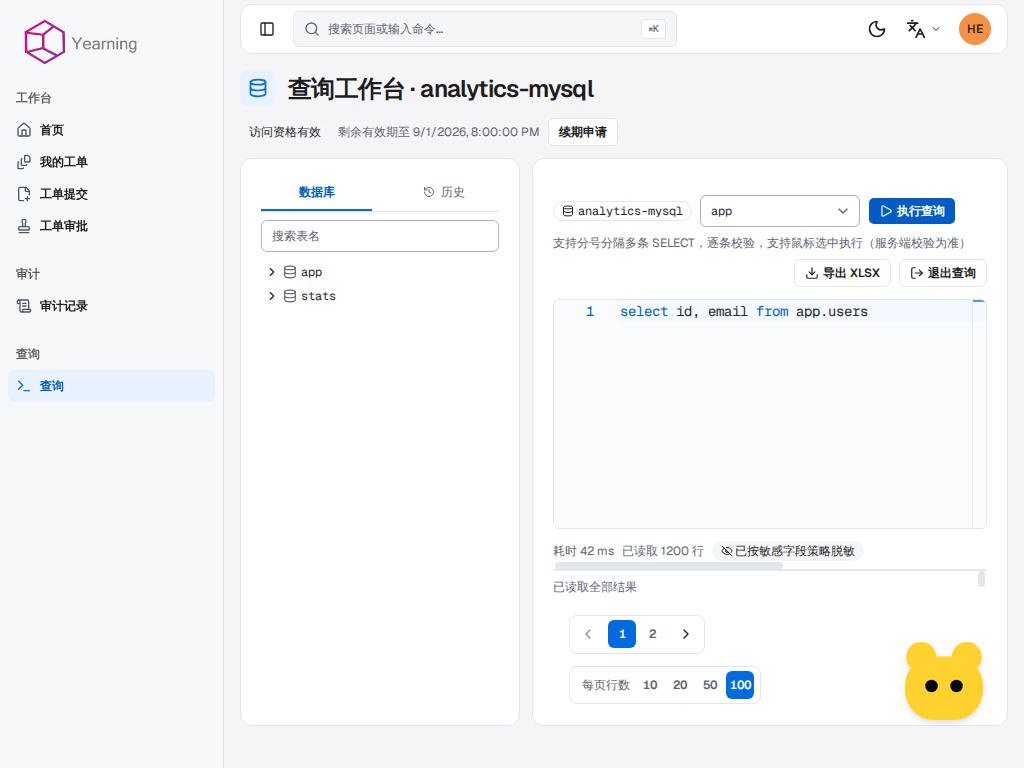 Yearning
工作台
首页
我的工单
工单提交
工单审批
审计
审计记录
查询
查询
搜索页面或输入命令...
⌘K
HE
查询工作台 · analytics-mysql
访问资格有效 剩余有效期至 9/1/2026, 8:00:00 PM 续期申请
数据库 历史
搜索表名
app
stats
analytics-mysql app 执行查询
支持分号分隔多条 SELECT，逐条校验，支持鼠标选中执行（服务端校验为准）
导出 XLSX 退出查询
1 select id, email from app.users
耗时 42 ms 已读取 1200 行 已按敏感字段策略脱敏
已读取全部结果
1 2
每页行数 10 20 50 100